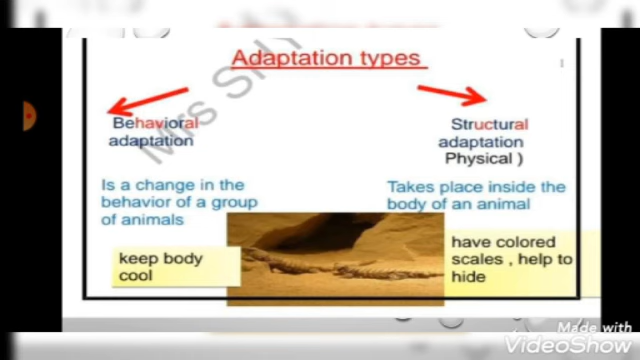 Adaptation types
Behavioral
adaptation
Structural
adaptation
Physical )
Is a change in the
behavior of a group
of animals
Takes place inside the
body of an animal
keep body
cool
have colored
scales , help to
hide
Made with
VideoShow